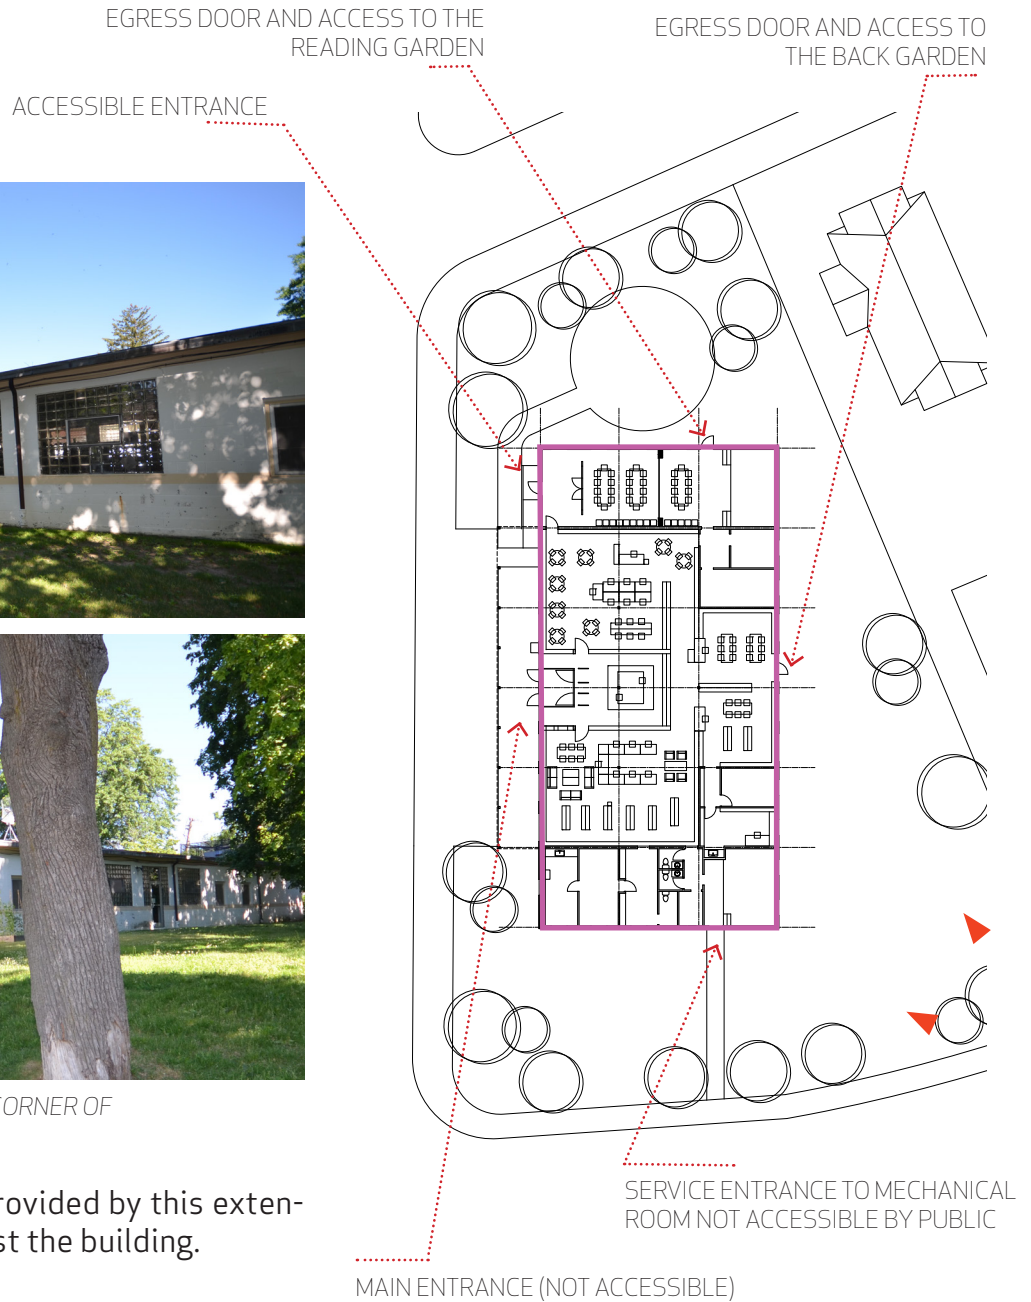 EGRESS DOOR AND ACCESS TO THE
READING GARDEN
EGRESS DOOR AND ACCESS TO
THE BACK GARDEN
ACCESSIBLE ENTRANCE
CORNER OF
rovided by this exten-
st the building.
SERVICE ENTRANCE TO MECHANICAL
ROOM NOT ACCESSIBLE BY PUBLIC
MAIN ENTRANCE (NOT ACCESSIBLE)